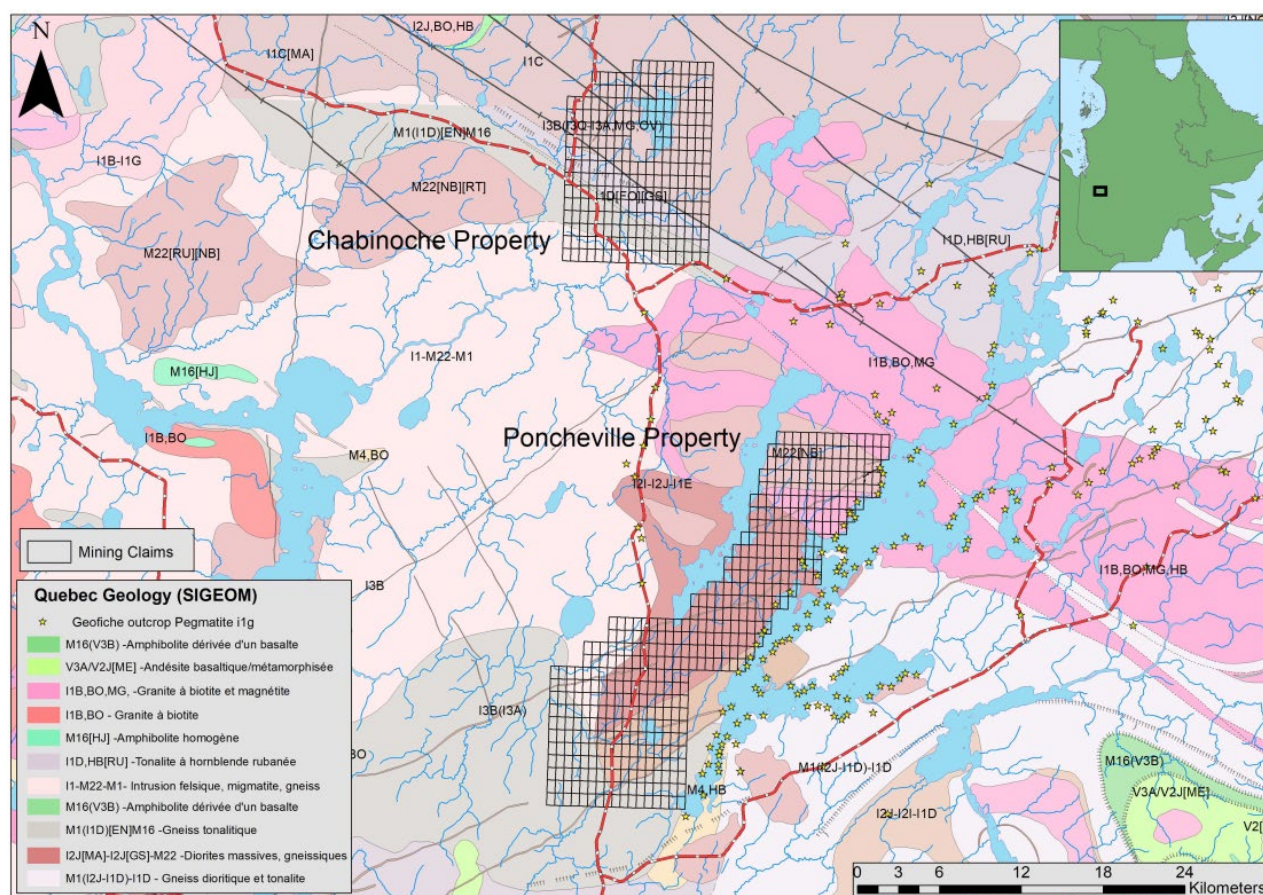 N
I2J,BO,HB
I1C[MA]
I1C
M1(I1D)[EN]M16
I3B(I3Q-I3A,MG,OV)
I1B-I1G
M22[NB][RT]
1D[FO][GS]
Chabinoche Property
I1D,HB[RU]
M22[RU][NB]
I1-M22-M1
I1B,BO,MG
M16[HJ]
I1B,BO
Poncheville Property
M4,BO
M22[NB]
I2I-I2J-I1E
Mining Claims
I3B
I1B,BO,MG,HB
Quebec Geology (SIGEOM)
Geofiche outcrop Pegmatite i1g
M16(V3B) -Amphibolite dérivée d'un basalte
V3A/V2J[ME] -Andésite basaltique/métamorphisée
I1B,BO,MG, -Granite à biotite et magnétite
I1B,BO - Granite à biotite
M16[HJ] -Amphibolite homogène
I1D,HB[RU] -Tonalite à hornblende rubanée
I1-M22-M1- Intrusion felsique, migmatite, gneiss
M16(V3B) -Amphibolite dérivée d'un basalte
M1(I1D)[EN]M16 -Gneiss tonalitique
I2J[MA]-I2J[GS]-M22 -Diorites massives, gneissiques
M1(I2J-I1D)-I1D - Gneiss dioritique et tonalite
I3B(I3A)
BO
M1(I2J-I1D)-I1D
M4,HB
M16(V3B)
V3A/V2J[ME]
I2J-I2I-I1D
V2[
0 3 6 12 18 24
Kilometers